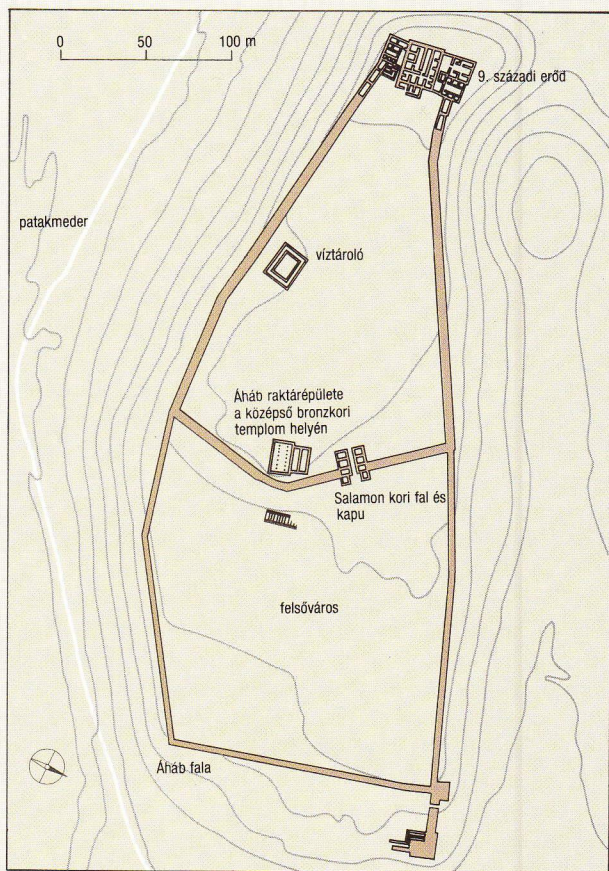 0 50 100 m
9. századi erőd
patakmeder
víztároló
Áháb raktárépülete
a középső bronzkori
templom helyén
Salamon kori fal és
kapu
felsőváros
Áháb fala